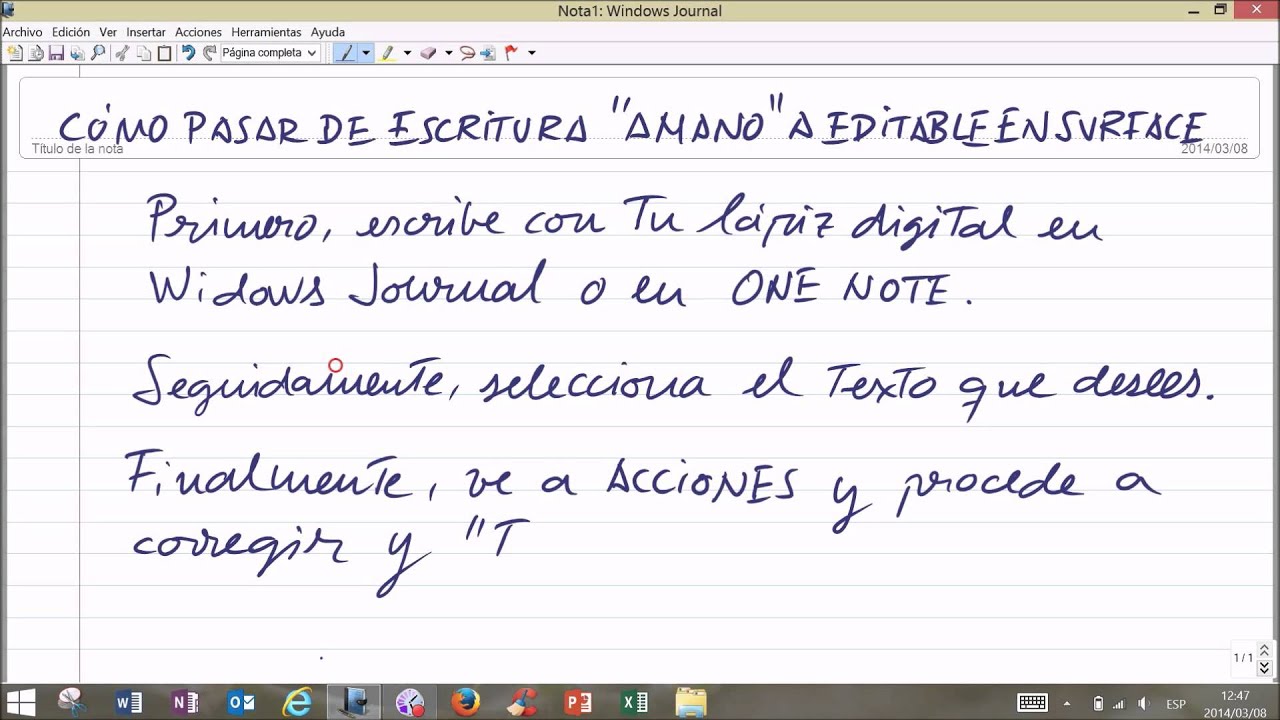 Nota1: Windows Journal
Archivo Edición Ver Insertar Acciones Herramientas Ayuda
Página completa
CÓMO PASAR DE ESCRITURA "A MANO" A EDITABLE EN SURFACE
Título de la nota 2014/03/08
Primero, escribe con Tu lápiz digital en
Widows Journal o en ONE NOTE.
Seguidamente, selecciona el Texto que desees.
Finalmente, ve a ACCIONES y procede a
corregir y "T
1 / 1
ESP 12:47
2014/03/08